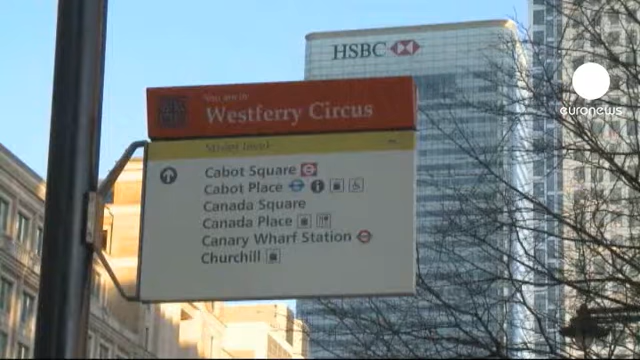 HSBC
euronews
You are in:
Westferry Circus
Street level
Cabot Square
Cabot Place
Canada Square
Canada Place
Canary Wharf Station
Churchill